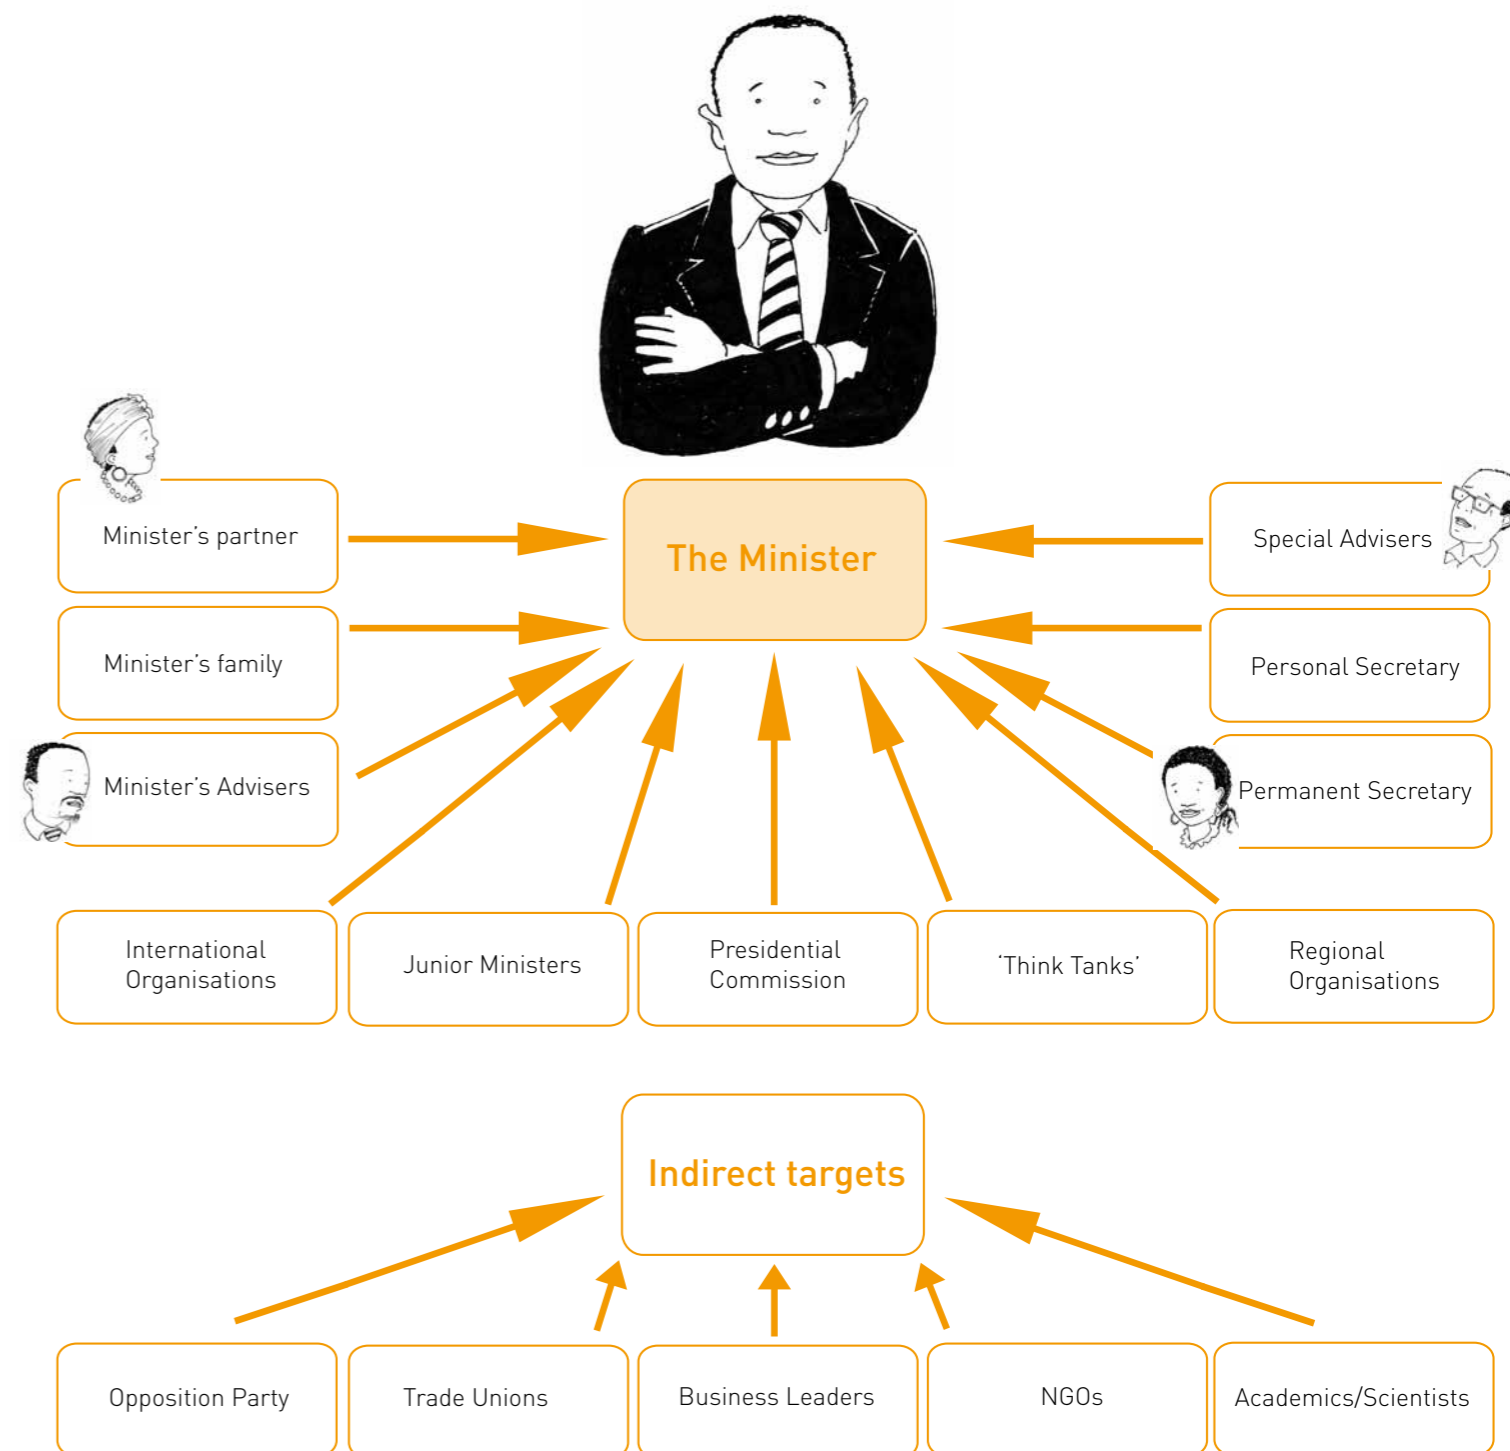 The Minister
Minister’s partner
Special Advisers
Minister’s family
Personal Secretary
Minister’s Advisers
Permanent Secretary
International
Organisations
Junior Ministers
Presidential
Commission
‘Think Tanks’
Regional
Organisations
Indirect targets
Opposition Party
Trade Unions
Business Leaders
NGOs
Academics/Scientists